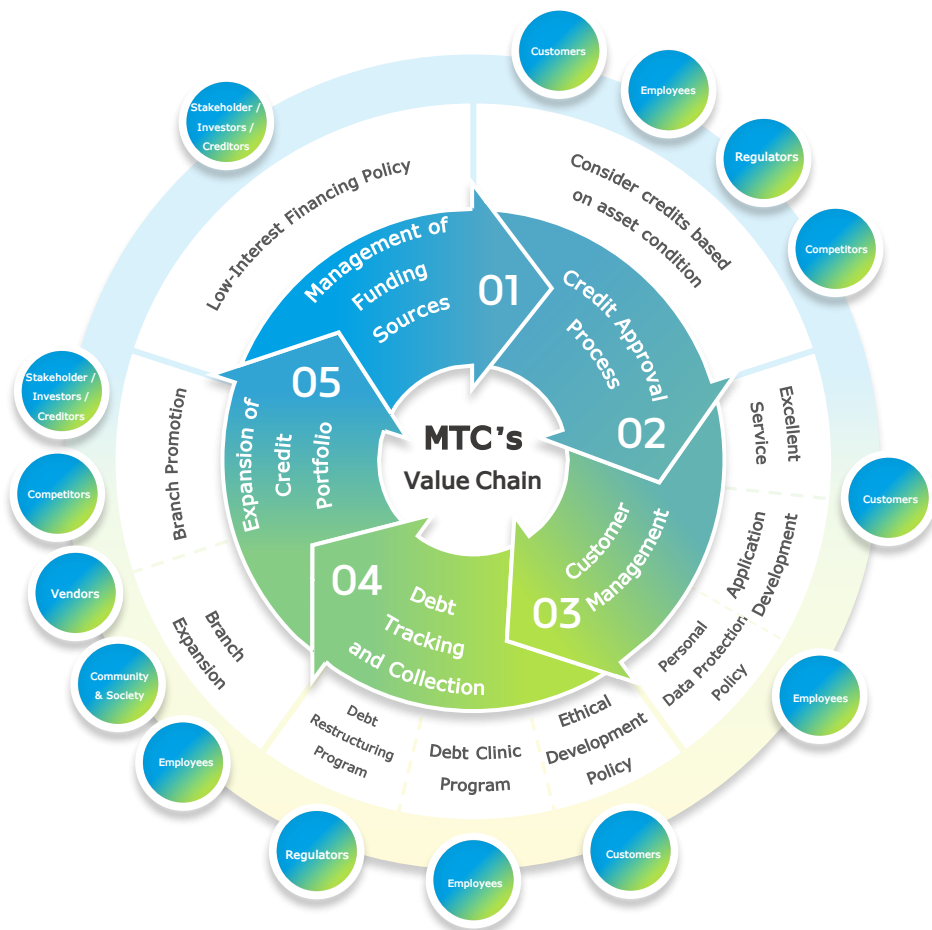 MTC's
Value Chain
01
Management of
Funding
Sources
Low-Interest Financing Policy
Stakeholder /
Investors /
Creditors
02
Credit Approval
Process
Consider credits based
on asset condition
Customers
Employees
Regulators
Competitors
03
Customer
Management
Excellent
Service
Application
Development
Personal
Data Protection
Policy
Customers
Employees
04
Debt
Tracking
and Collection
Ethical
Development
Policy
Debt Clinic
Program
Debt
Restructuring
Program
Customers
Employees
Regulators
05
Expansion of
Credit
Portfolio
Branch
Expansion
Branch Promotion
Employees
Community
& Society
Vendors
Competitors
Stakeholder /
Investors /
Creditors